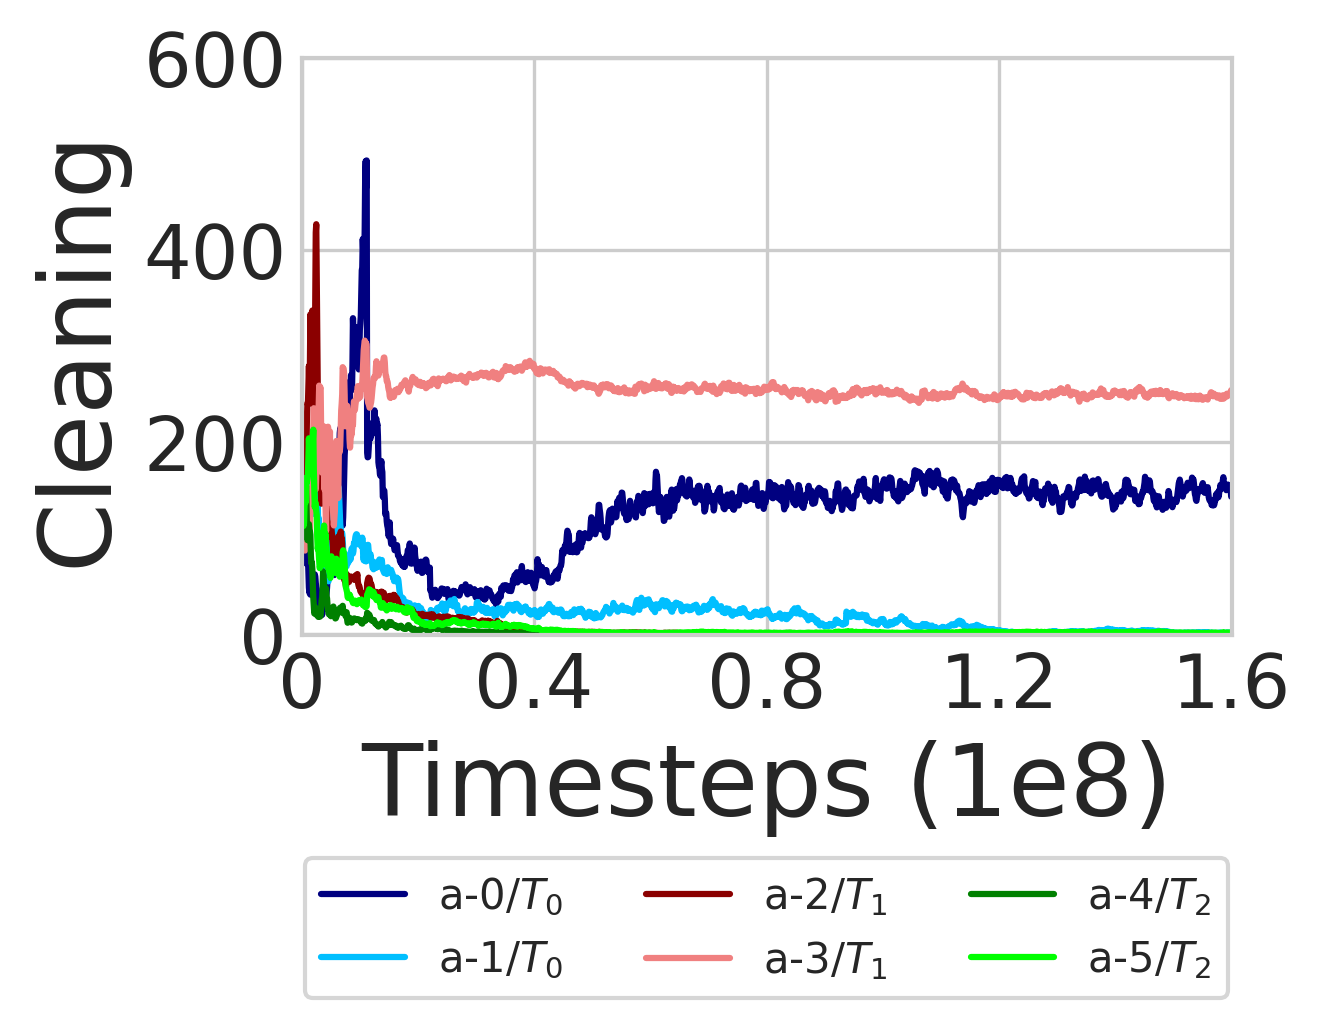 Cleaning
600
400
200
0
0 0.4 0.8 1.2 1.6
Timesteps (1e8)
a-0/T₀ a-2/T₁ a-4/T₂
a-1/T₀ a-3/T₁ a-5/T₂